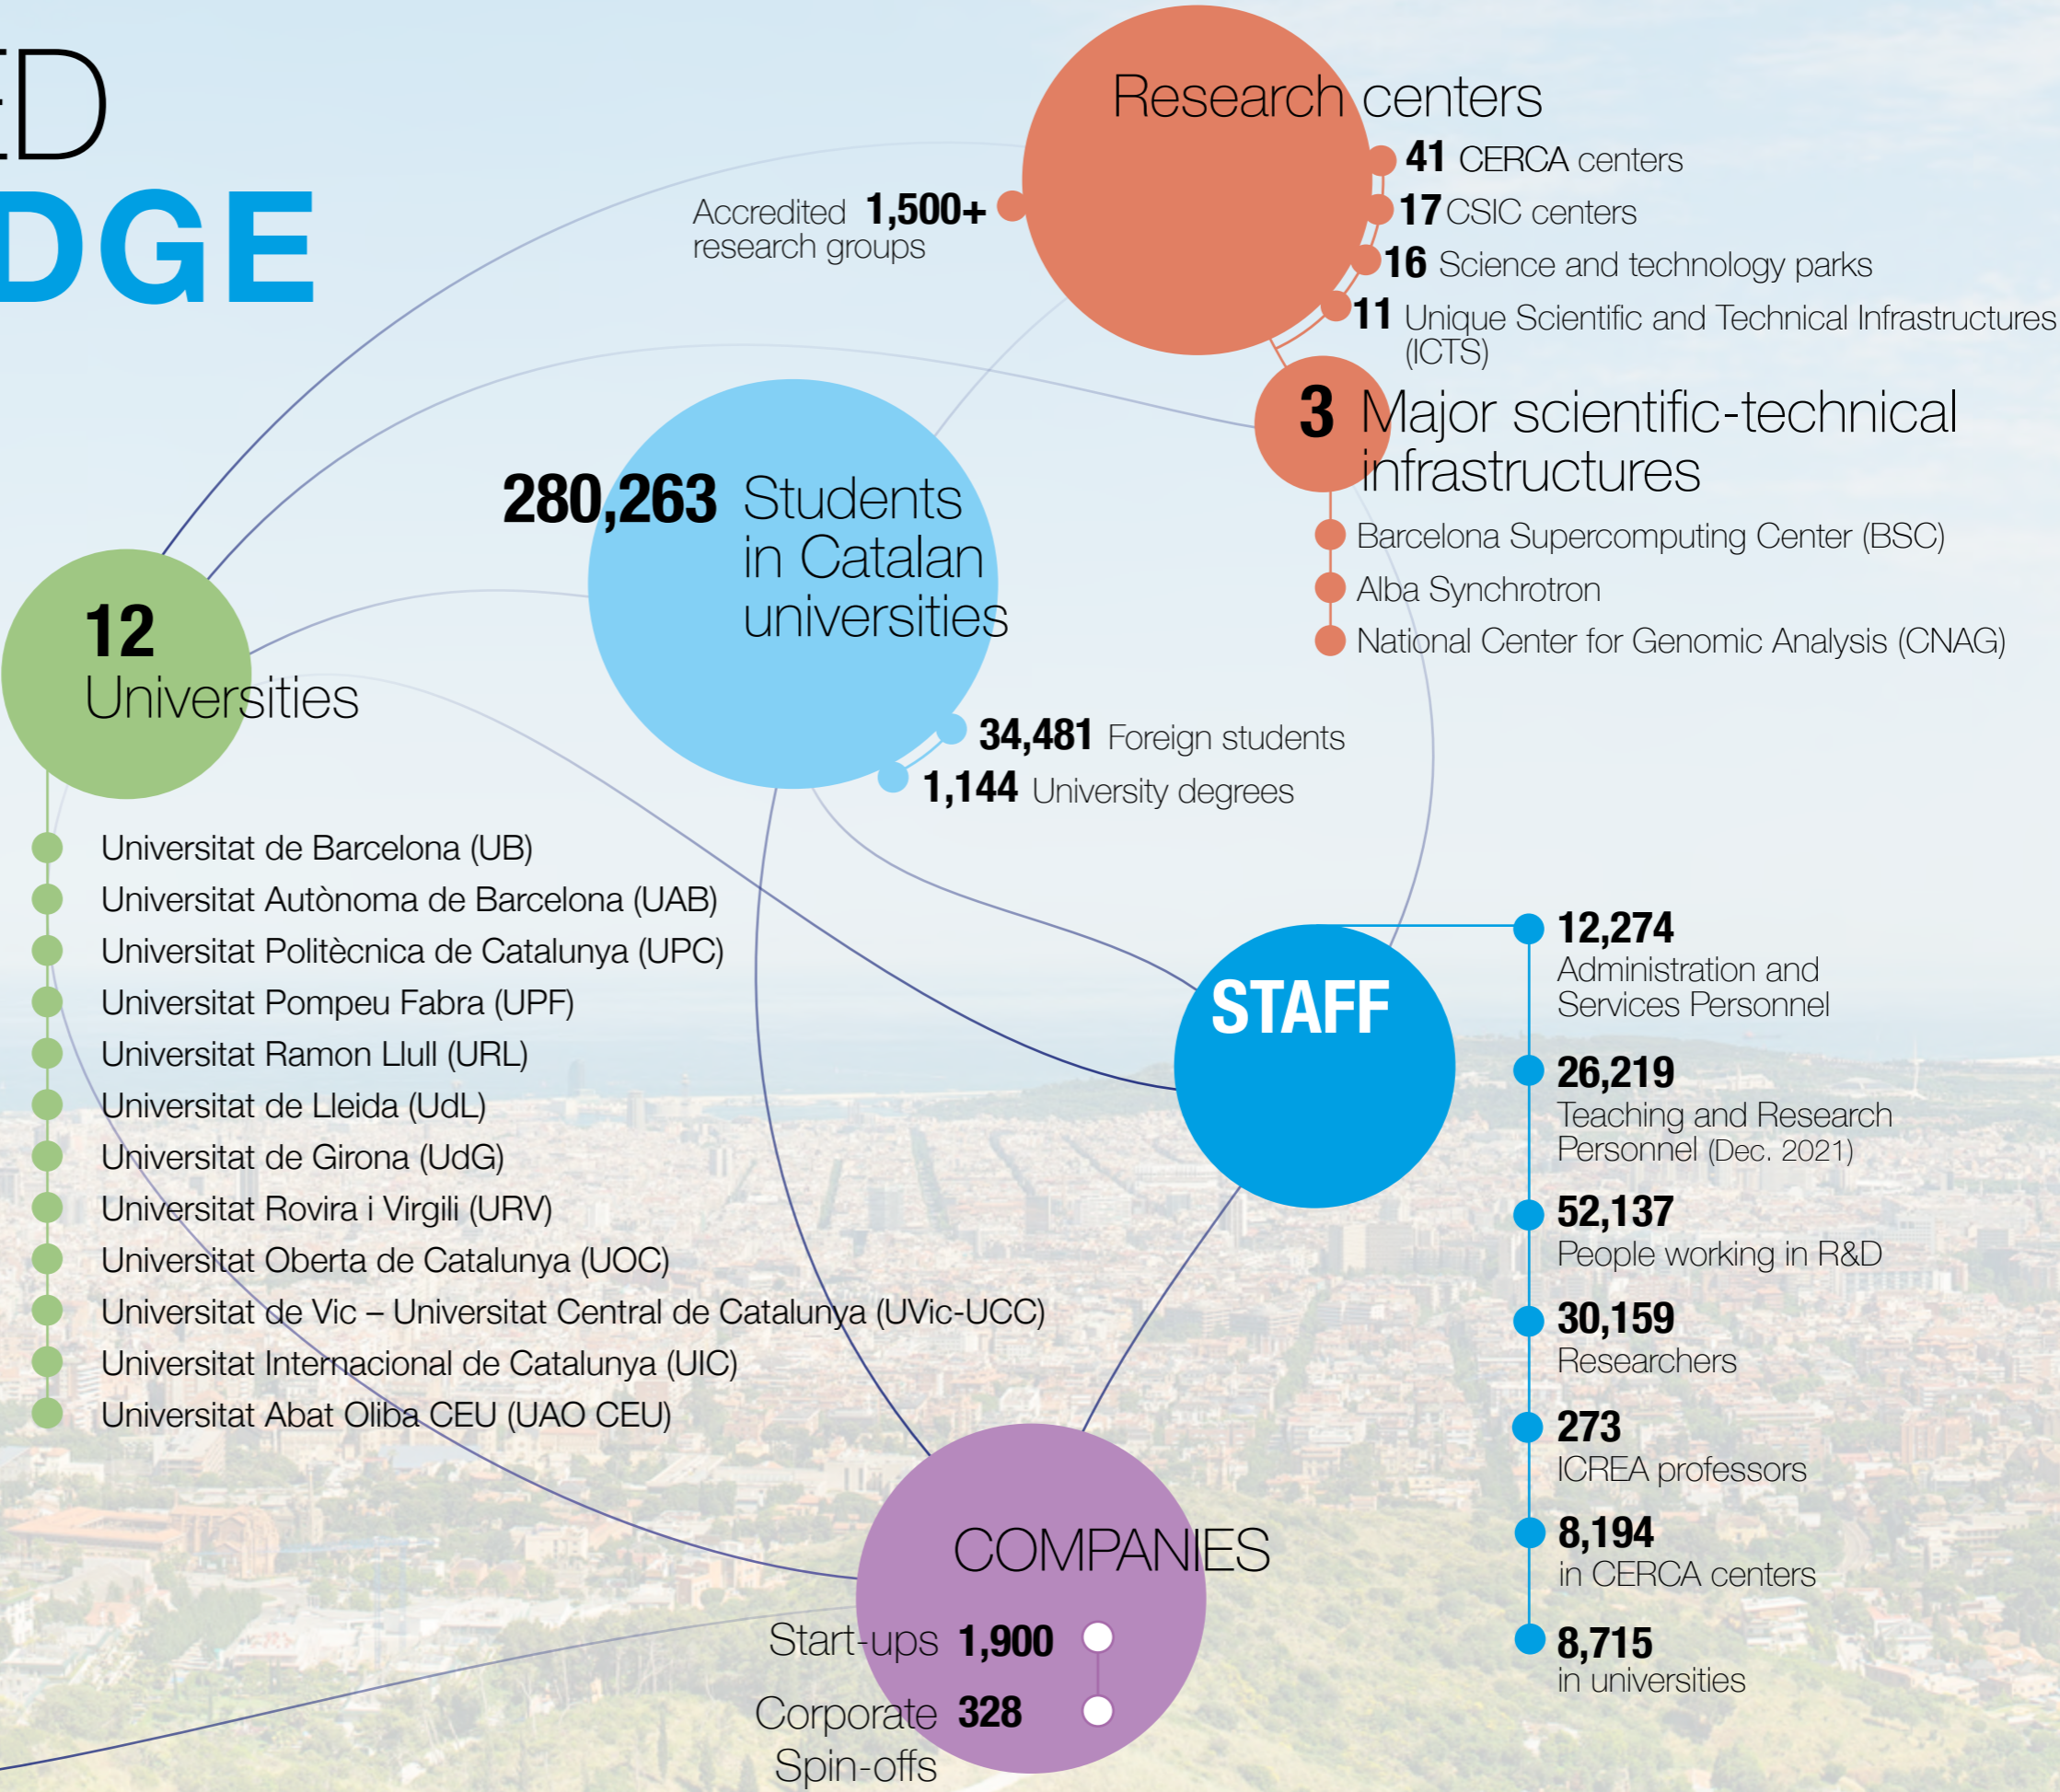 ED
DGE
Research centers
41 CERCA centers
17 CSIC centers
16 Science and technology parks
11 Unique Scientific and Technical Infrastructures
(ICTS)
Accredited 1,500+
research groups
3 Major scientific-technical
infrastructures
Barcelona Supercomputing Center (BSC)
Alba Synchrotron
National Center for Genomic Analysis (CNAG)
280,263 Students
in Catalan
universities
34,481 Foreign students
1,144 University degrees
12
Universities
Universitat de Barcelona (UB)
Universitat Autònoma de Barcelona (UAB)
Universitat Politècnica de Catalunya (UPC)
Universitat Pompeu Fabra (UPF)
Universitat Ramon Llull (URL)
Universitat de Lleida (UdL)
Universitat de Girona (UdG)
Universitat Rovira i Virgili (URV)
Universitat Oberta de Catalunya (UOC)
Universitat de Vic – Universitat Central de Catalunya (UVic-UCC)
Universitat Internacional de Catalunya (UIC)
Universitat Abat Oliba CEU (UAO CEU)
STAFF
12,274
Administration and
Services Personnel
26,219
Teaching and Research
Personnel (Dec. 2021)
52,137
People working in R&D
30,159
Researchers
273
ICREA professors
8,194
in CERCA centers
8,715
in universities
COMPANIES
Start-ups 1,900
Corporate 328
Spin-offs